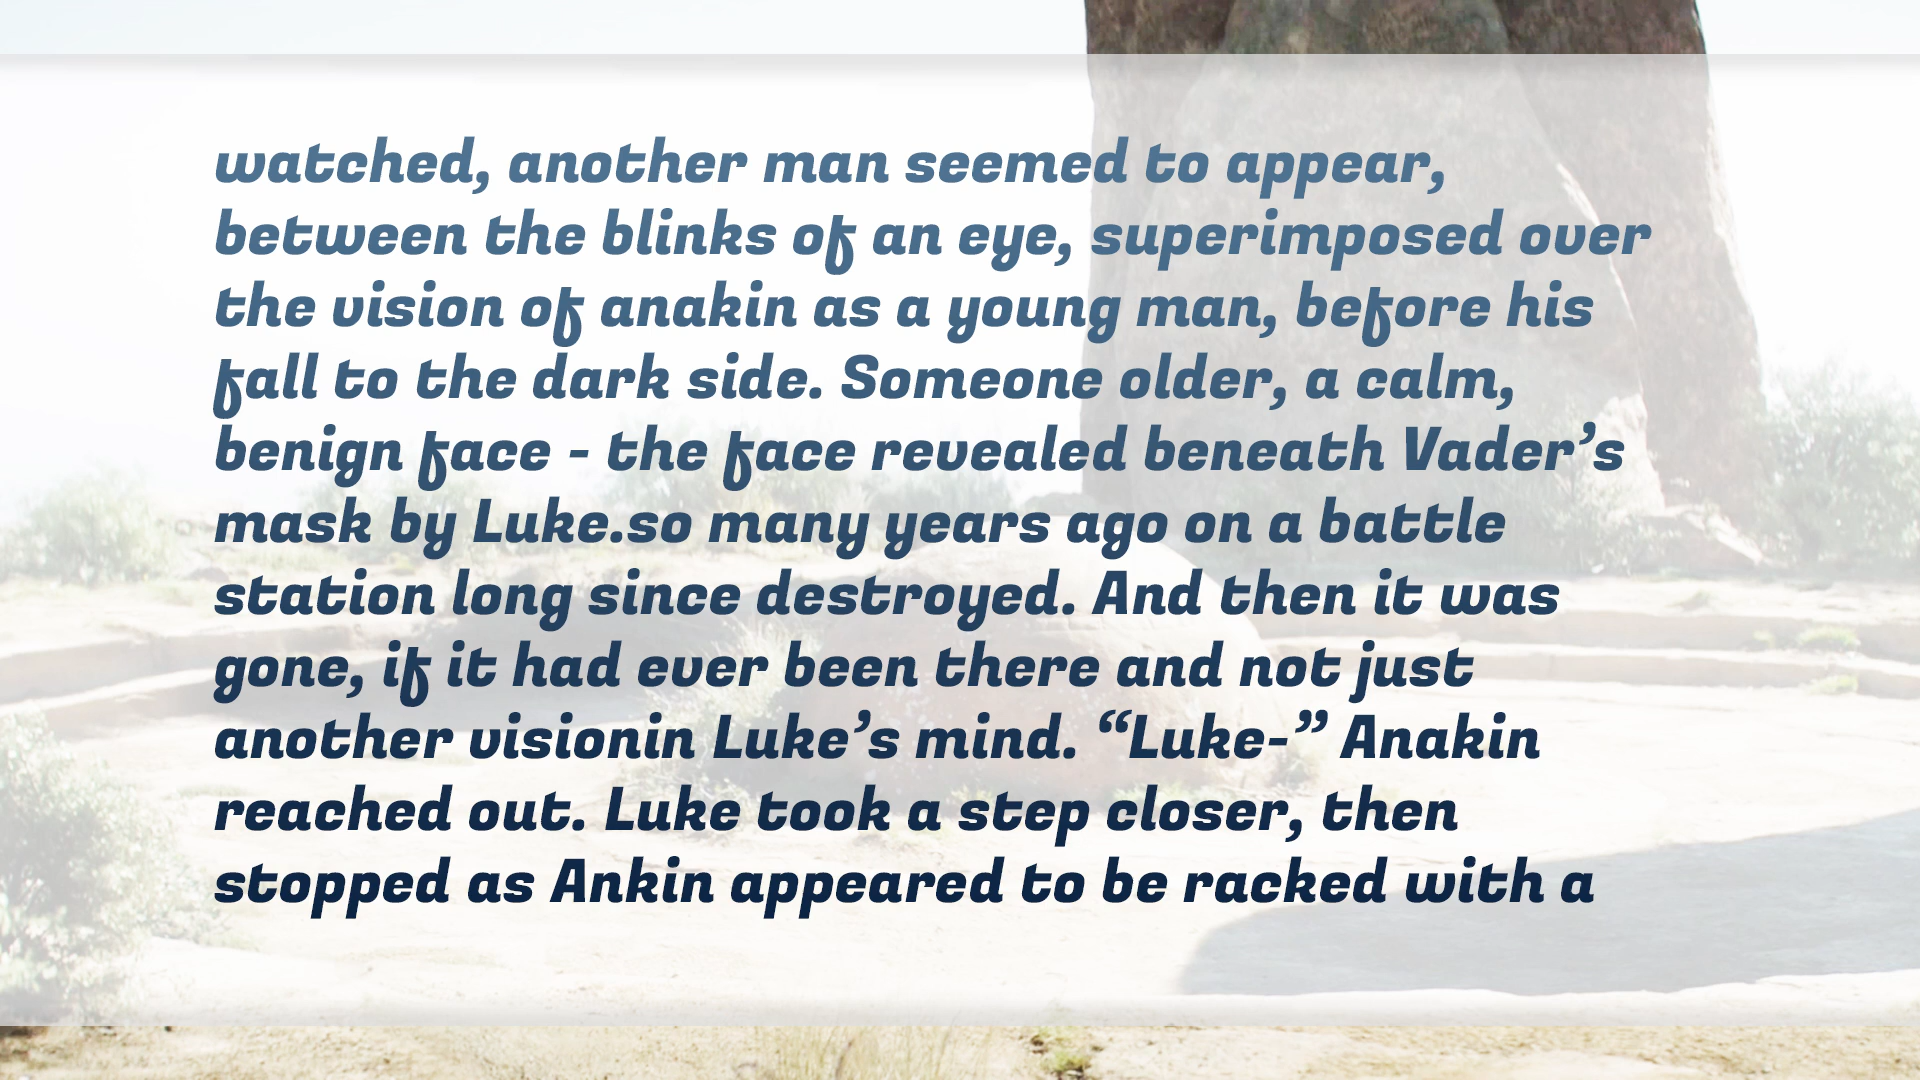 watched, another man seemed to appear,
between the blinks of an eye, superimposed over
the vision of anakin as a young man, before his
fall to the dark side. Someone older, a calm,
benign face - the face revealed beneath Vader’s
mask by Luke.so many years ago on a battle
station long since destroyed. And then it was
gone, if it had ever been there and not just
another visionin Luke’s mind. “Luke-” Anakin
reached out. Luke took a step closer, then
stopped as Ankin appeared to be racked with a